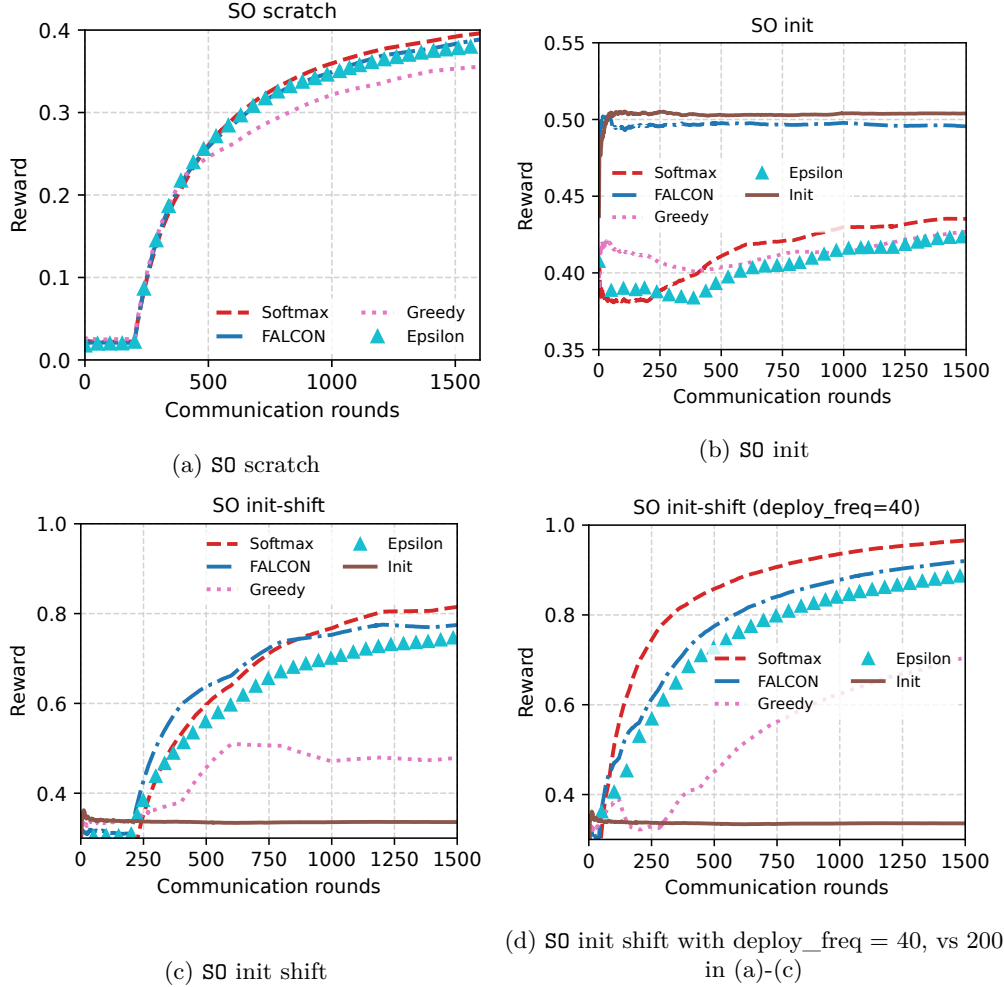 SO scratch
0.4
0.3
0.2
0.1
0.0
Reward
Softmax
FALCON
Greedy
Epsilon
0 500 1000 1500
Communication rounds
(a) SO scratch
SO init
0.55
0.50
0.45
0.40
0.35
Reward
Softmax
FALCON
Greedy
Epsilon
Init
0 250 500 750 1000 1250 1500
Communication rounds
(b) SO init
SO init-shift
1.0
0.8
0.6
0.4
Reward
Softmax
FALCON
Greedy
Epsilon
Init
0 250 500 750 1000 1250 1500
Communication rounds
(c) SO init shift
SO init-shift (deploy_freq=40)
1.0
0.8
0.6
0.4
Reward
Softmax
FALCON
Greedy
Epsilon
Init
0 250 500 750 1000 1250 1500
Communication rounds
(d) SO init shift with deploy_freq = 40, vs 200
in (a)-(c)